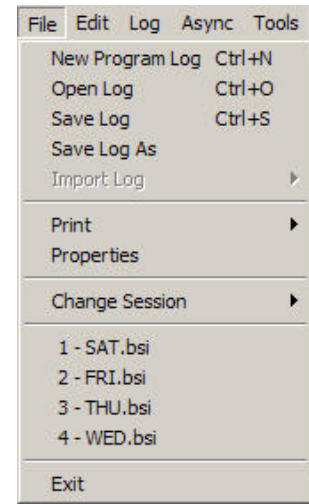 File Edit Log Async Tools
New Program Log Ctrl+N
Open Log Ctrl+O
Save Log Ctrl+S
Save Log As
Import Log
Print
Properties
Change Session
1 - SAT.bsi
2 - FRI.bsi
3 - THU.bsi
4 - WED.bsi
Exit